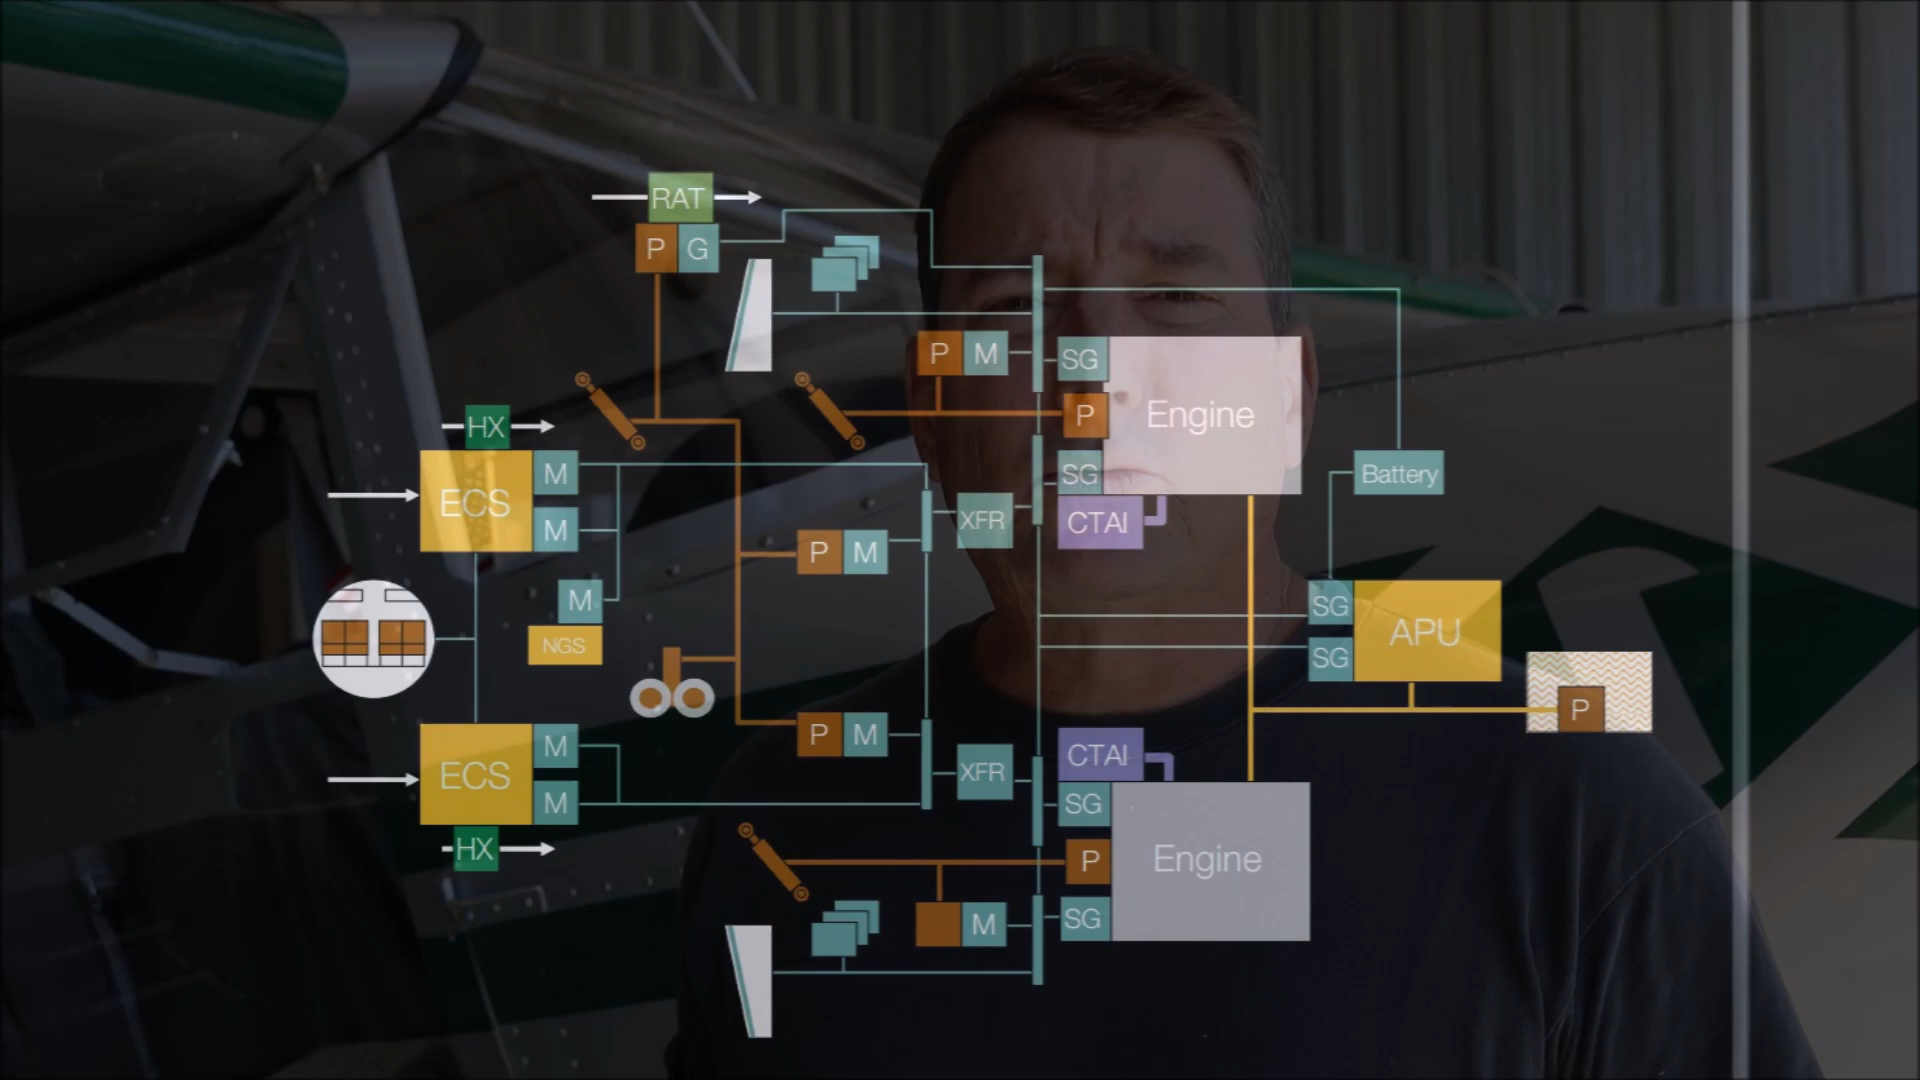 RAT
P G
P M
SG
P
Engine
HX
ECS
M
M
SG
Battery
XFR
CTAI
P M
M
NGS
SG
APU
SG
P
P M
CTAI
XFR
ECS
M
M
SG
HX
P
Engine
M
SG